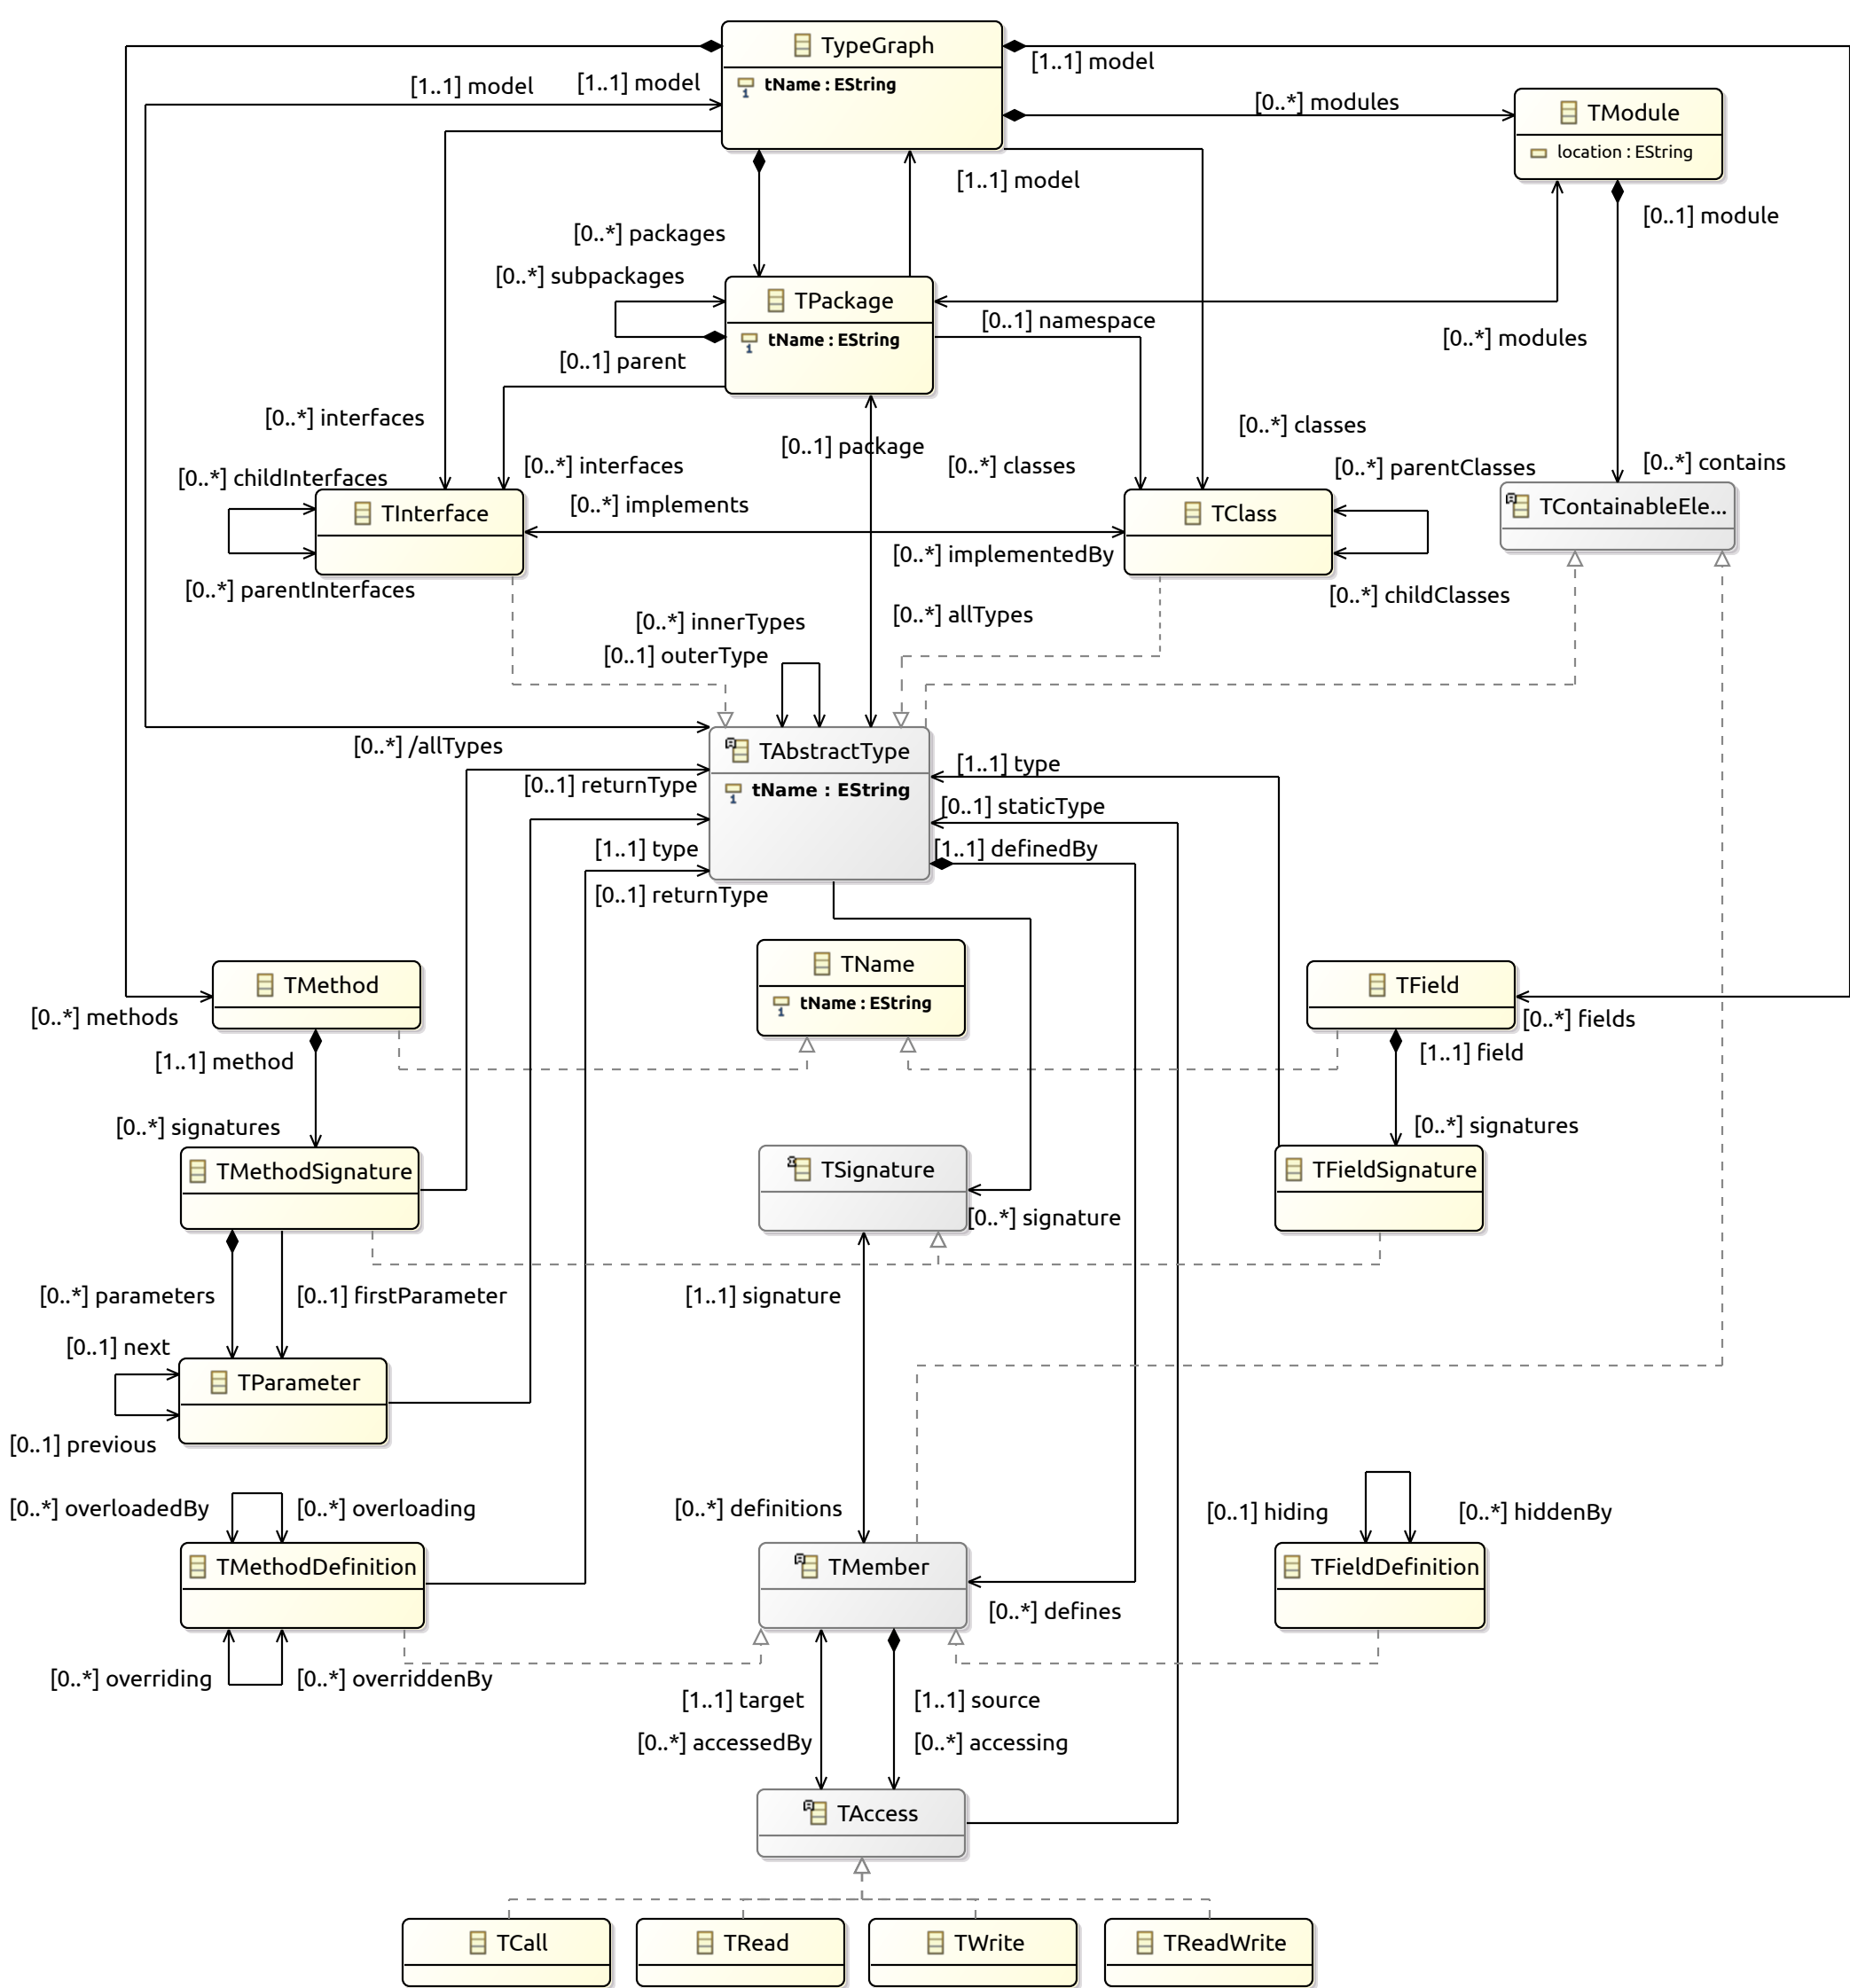 TypeGraph
tName : EString
[1..1] model
[1..1] model
[1..1] model
[0..*] modules
TModule
location : EString
[1..1] model
[0..1] module
[0..*] packages
[0..*] subpackages
TPackage
tName : EString
[0..1] namespace
[0..*] modules
[0..1] parent
[0..*] interfaces
[0..*] classes
[0..1] package
[0..*] childInterfaces
[0..*] interfaces
[0..*] classes
[0..*] parentClasses
[0..*] contains
TInterface
[0..*] implements
TClass
TContainableEle...
[0..*] implementedBy
[0..*] parentInterfaces
[0..*] childClasses
[0..*] innerTypes
[0..*] allTypes
[0..1] outerType
[0..*] /allTypes
TAbstractType
tName : EString
[1..1] type
[0..1] returnType
[0..1] staticType
[1..1] type
[1..1] definedBy
[0..1] returnType
TMethod
TName
tName : EString
TField
[0..*] methods
[0..*] fields
[1..1] method
[1..1] field
[0..*] signatures
[0..*] signatures
TMethodSignature
TSignature
TFieldSignature
[0..*] signature
[0..*] parameters
[0..1] firstParameter
[1..1] signature
[0..1] next
TParameter
[0..1] previous
[0..*] overloadedBy
[0..*] overloading
[0..*] definitions
[0..1] hiding
[0..*] hiddenBy
TMethodDefinition
TMember
TFieldDefinition
[0..*] defines
[0..*] overriding
[0..*] overriddenBy
[1..1] target
[1..1] source
[0..*] accessedBy
[0..*] accessing
TAccess
TCall
TRead
TWrite
TReadWrite